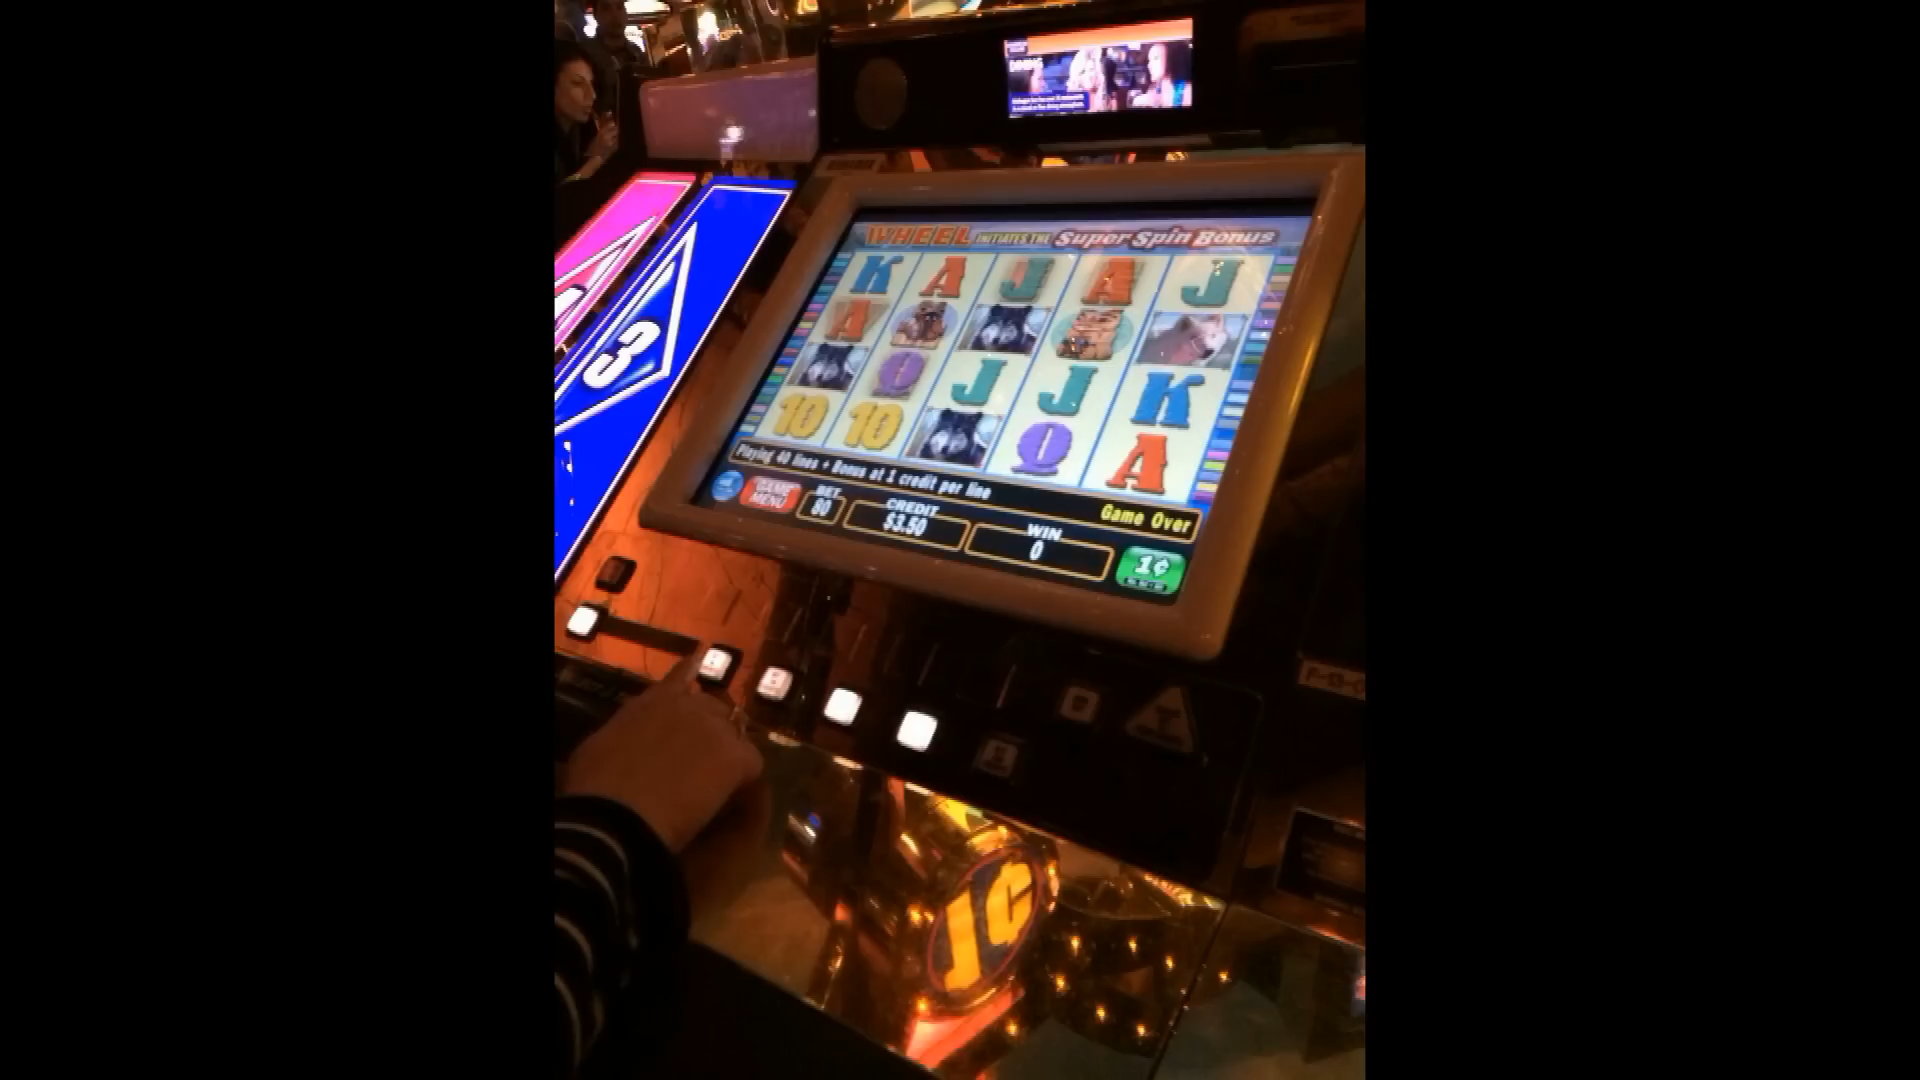 DINING
WHEEL INITIATES THE Super Spin Bonus
K A J A J
A
Q J J K
10 10 Q A
3
Playing 40 lines + Bonus at 1 credit per line
Game Over
GAME MENU
BET
80
CREDIT
$3.50
WIN
0
1¢
1¢